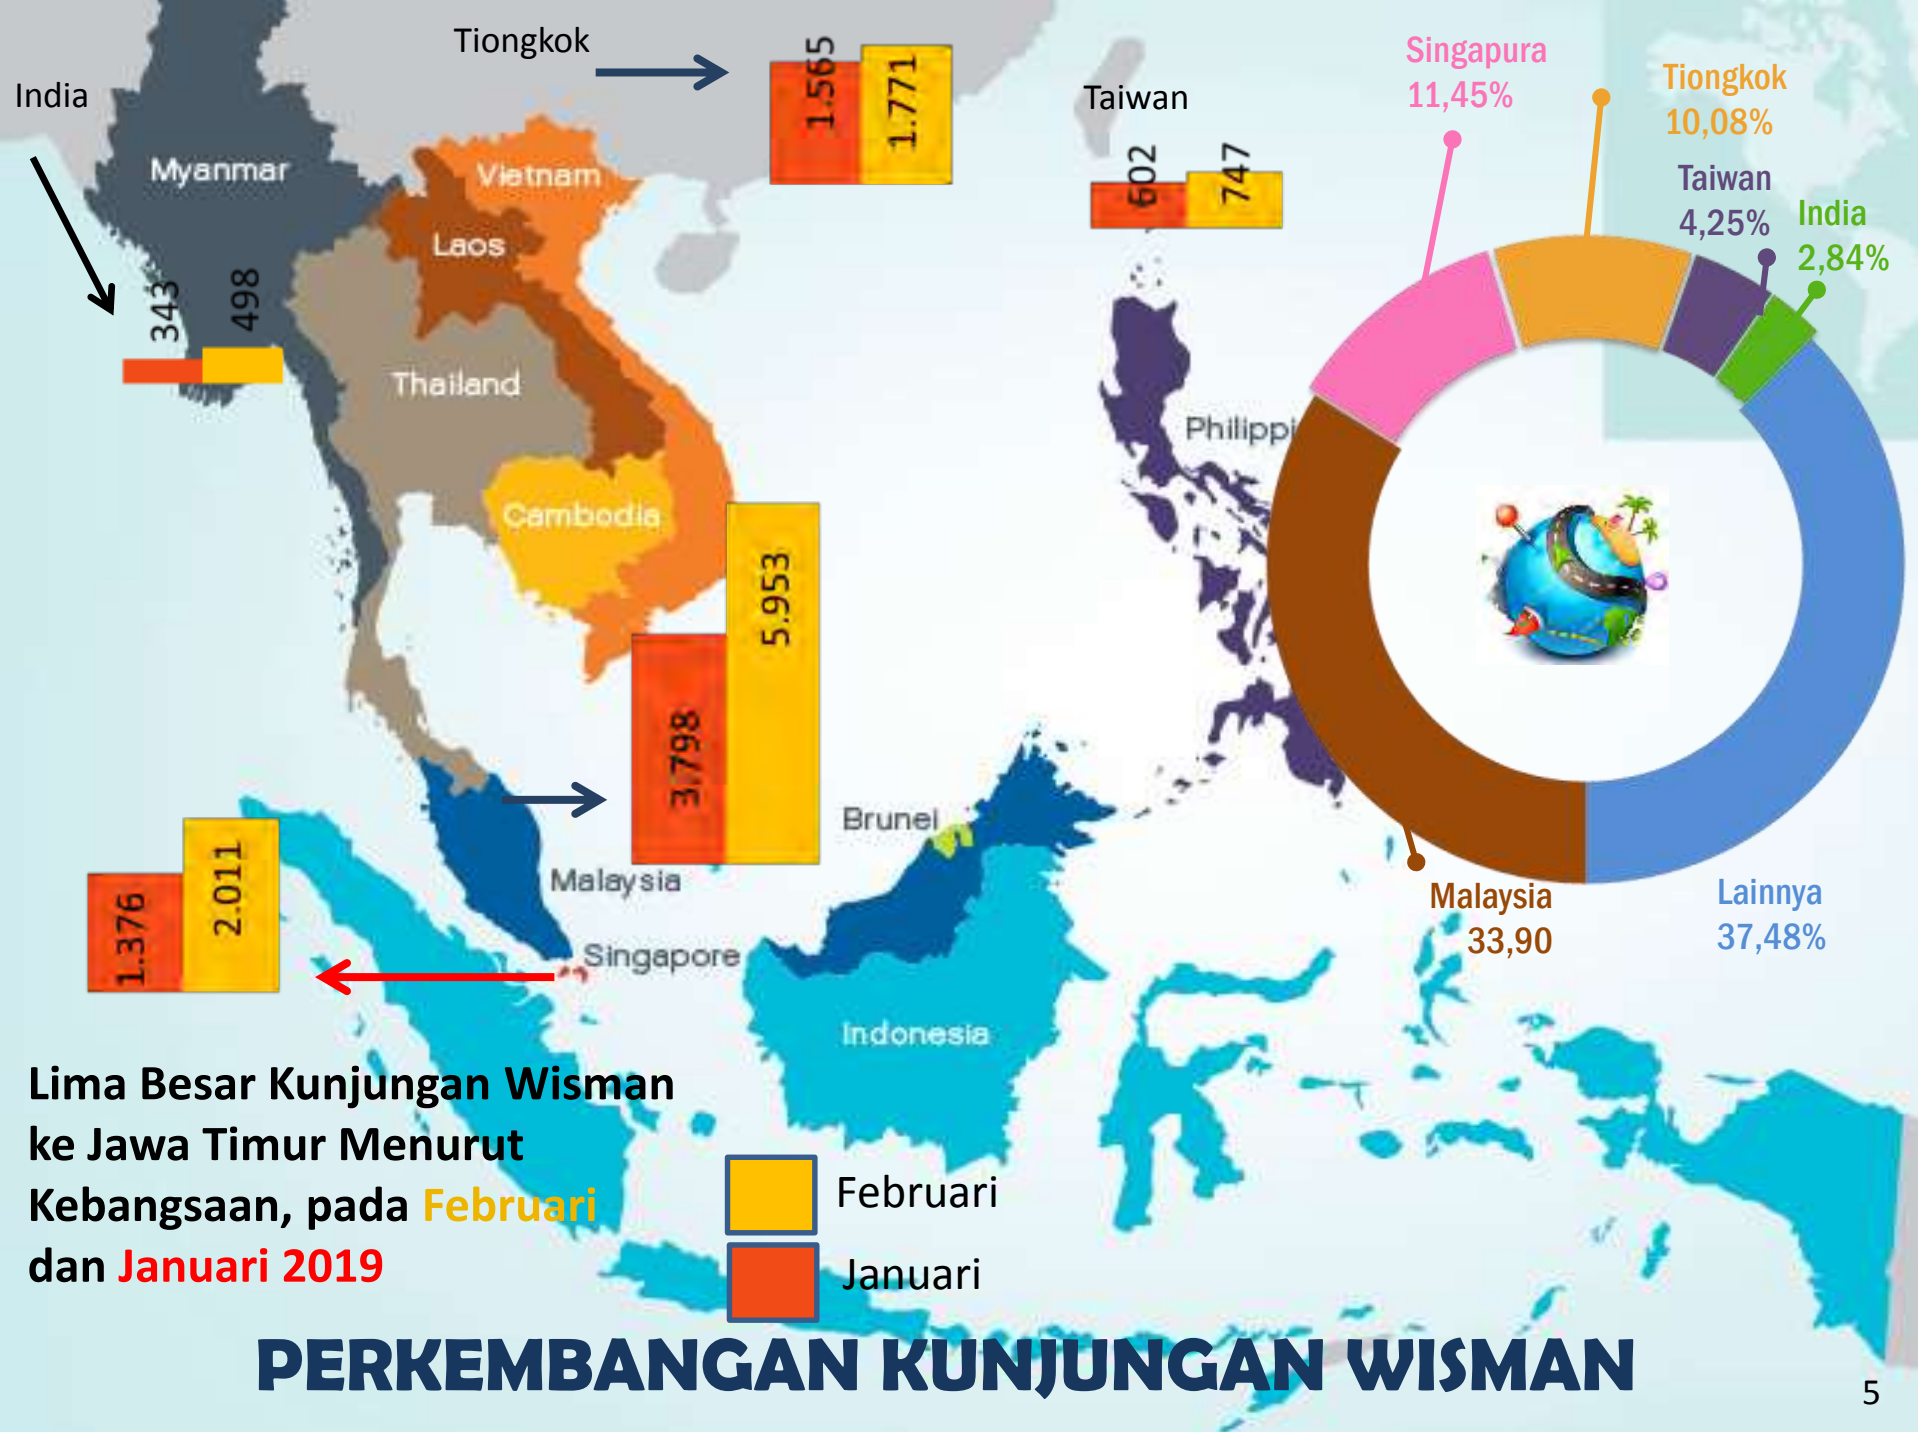 Tiongkok
India
1.565
1.771
Taiwan
602
747
Singapura
11,45%
Tiongkok
10,08%
Taiwan
4,25%
India
2,84%
Myanmar
Vietnam
Laos
343
498
Thailand
Cambodia
Philippi
3.798
5.953
Brunei
Malaysia
Singapore
1.376
2.011
Indonesia
Malaysia
33,90
Lainnya
37,48%
Lima Besar Kunjungan Wisman
ke Jawa Timur Menurut
Kebangsaan, pada Februari
dan Januari 2019
Februari
Januari
PERKEMBANGAN KUNJUNGAN WISMAN
5